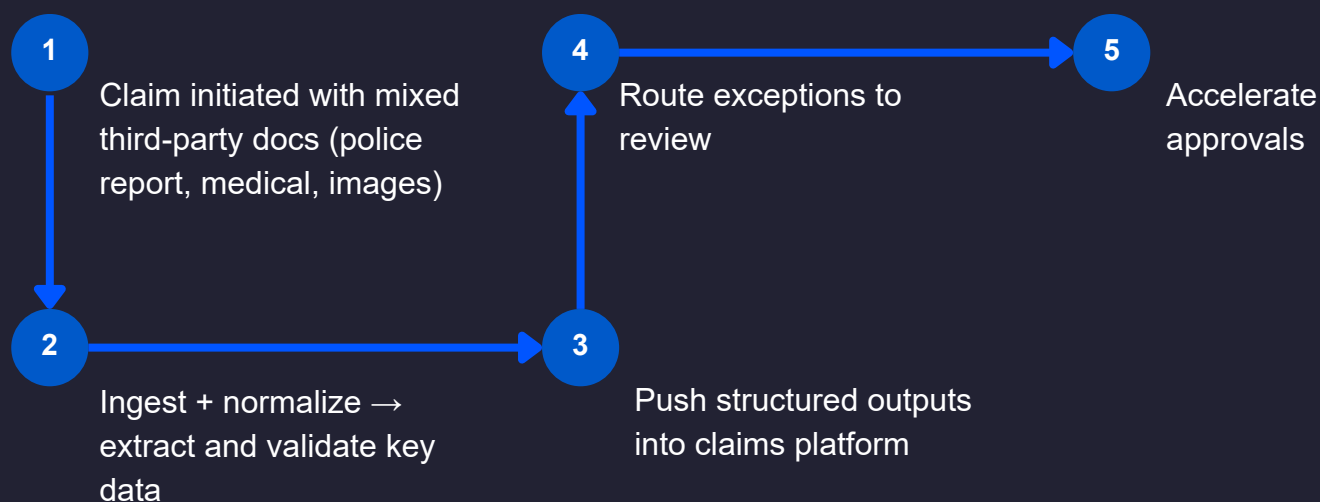 1
Claim initiated with mixed
third-party docs (police
report, medical, images)
2
Ingest + normalize →
extract and validate key
data
3
Push structured outputs
into claims platform
4
Route exceptions to
review
5
Accelerate
approvals